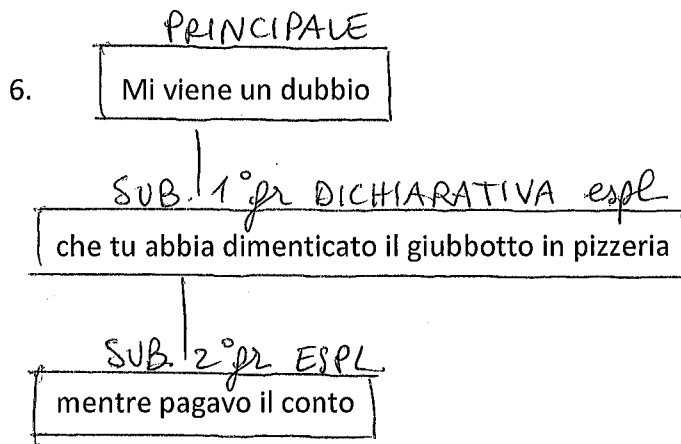 PRINCIPALE
6. Mi viene un dubbio
SUB. 1° gr DICHIARATIVA espl
che tu abbia dimenticato il giubbotto in pizzeria
SUB. 2° gr ESPL.
mentre pagavo il conto